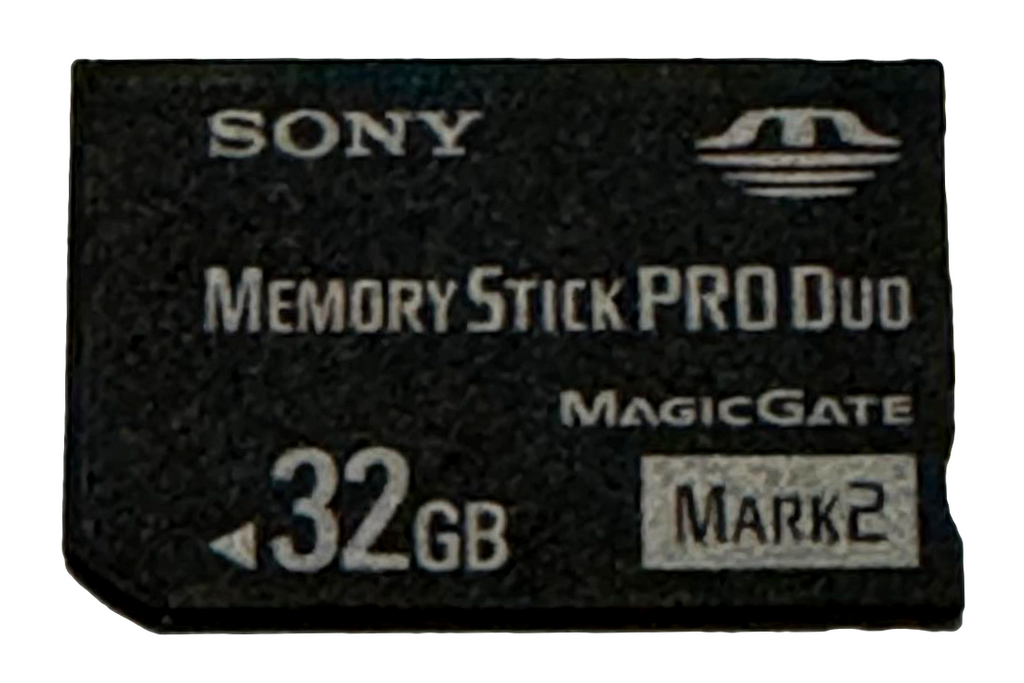 SONY
MEMORY STICK PRO DUO
MAGICGATE
32GB
MARK2